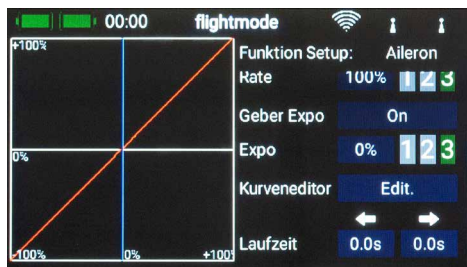 00:00 flightmode
Funktion Setup: Aileron
Rate 100% 1 2 3
Geber Expo On
Expo 0% 1 2 3
Kurveneditor Edit.
Laufzeit 0.0s 0.0s
+100%
0%
-100% 0% +100%